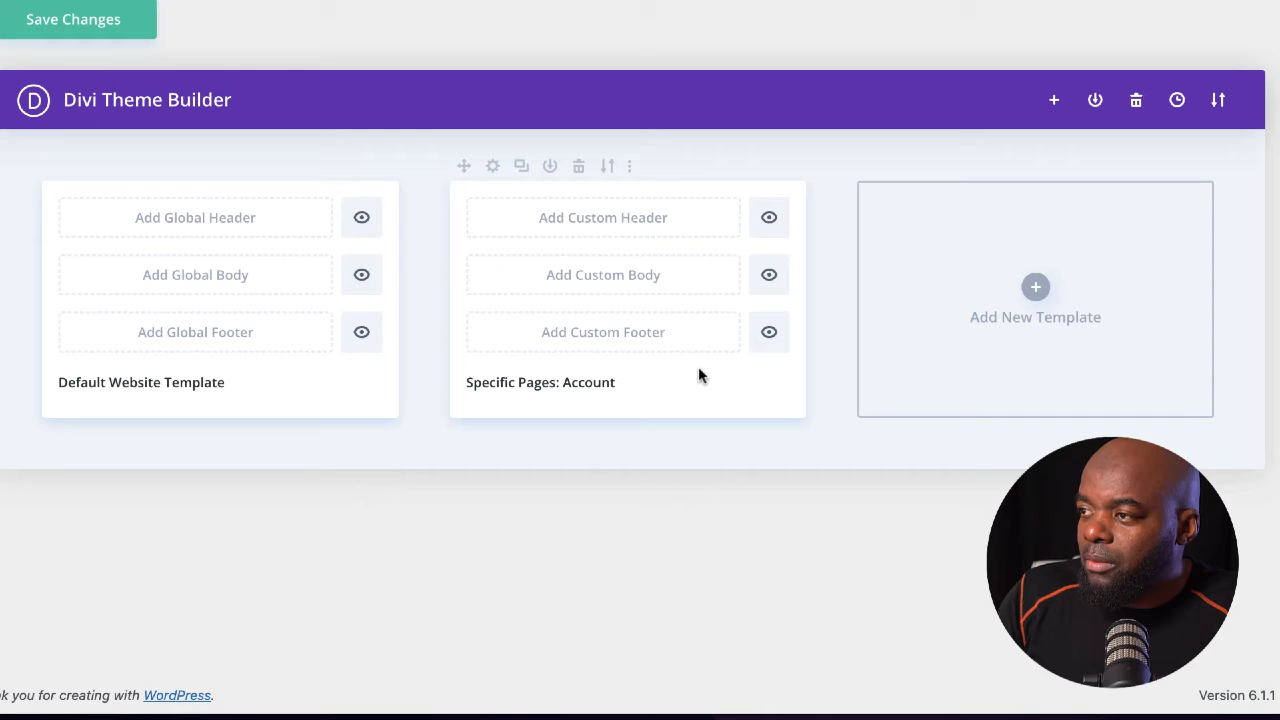 Save Changes
D Divi Theme Builder
Add Global Header
Add Global Body
Add Global Footer
Default Website Template
Add Custom Header
Add Custom Body
Add Custom Footer
Specific Pages: Account
Add New Template
k you for creating with WordPress.
Version 6.1.1